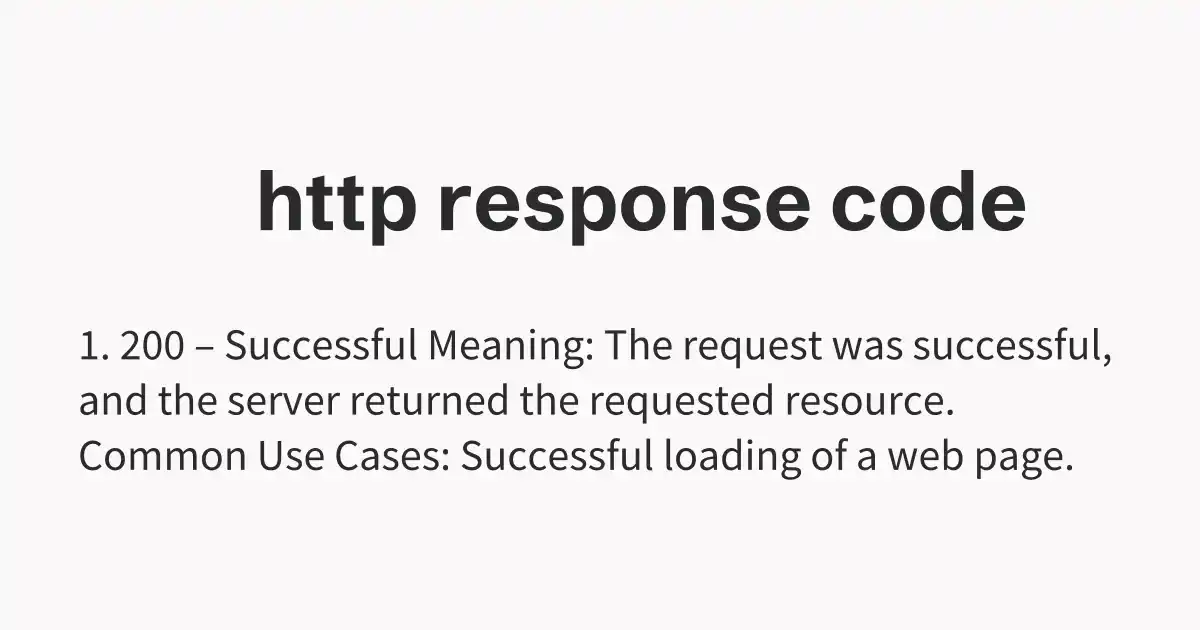 http response code
1. 200 – Successful Meaning: The request was successful,
and the server returned the requested resource.
Common Use Cases: Successful loading of a web page.